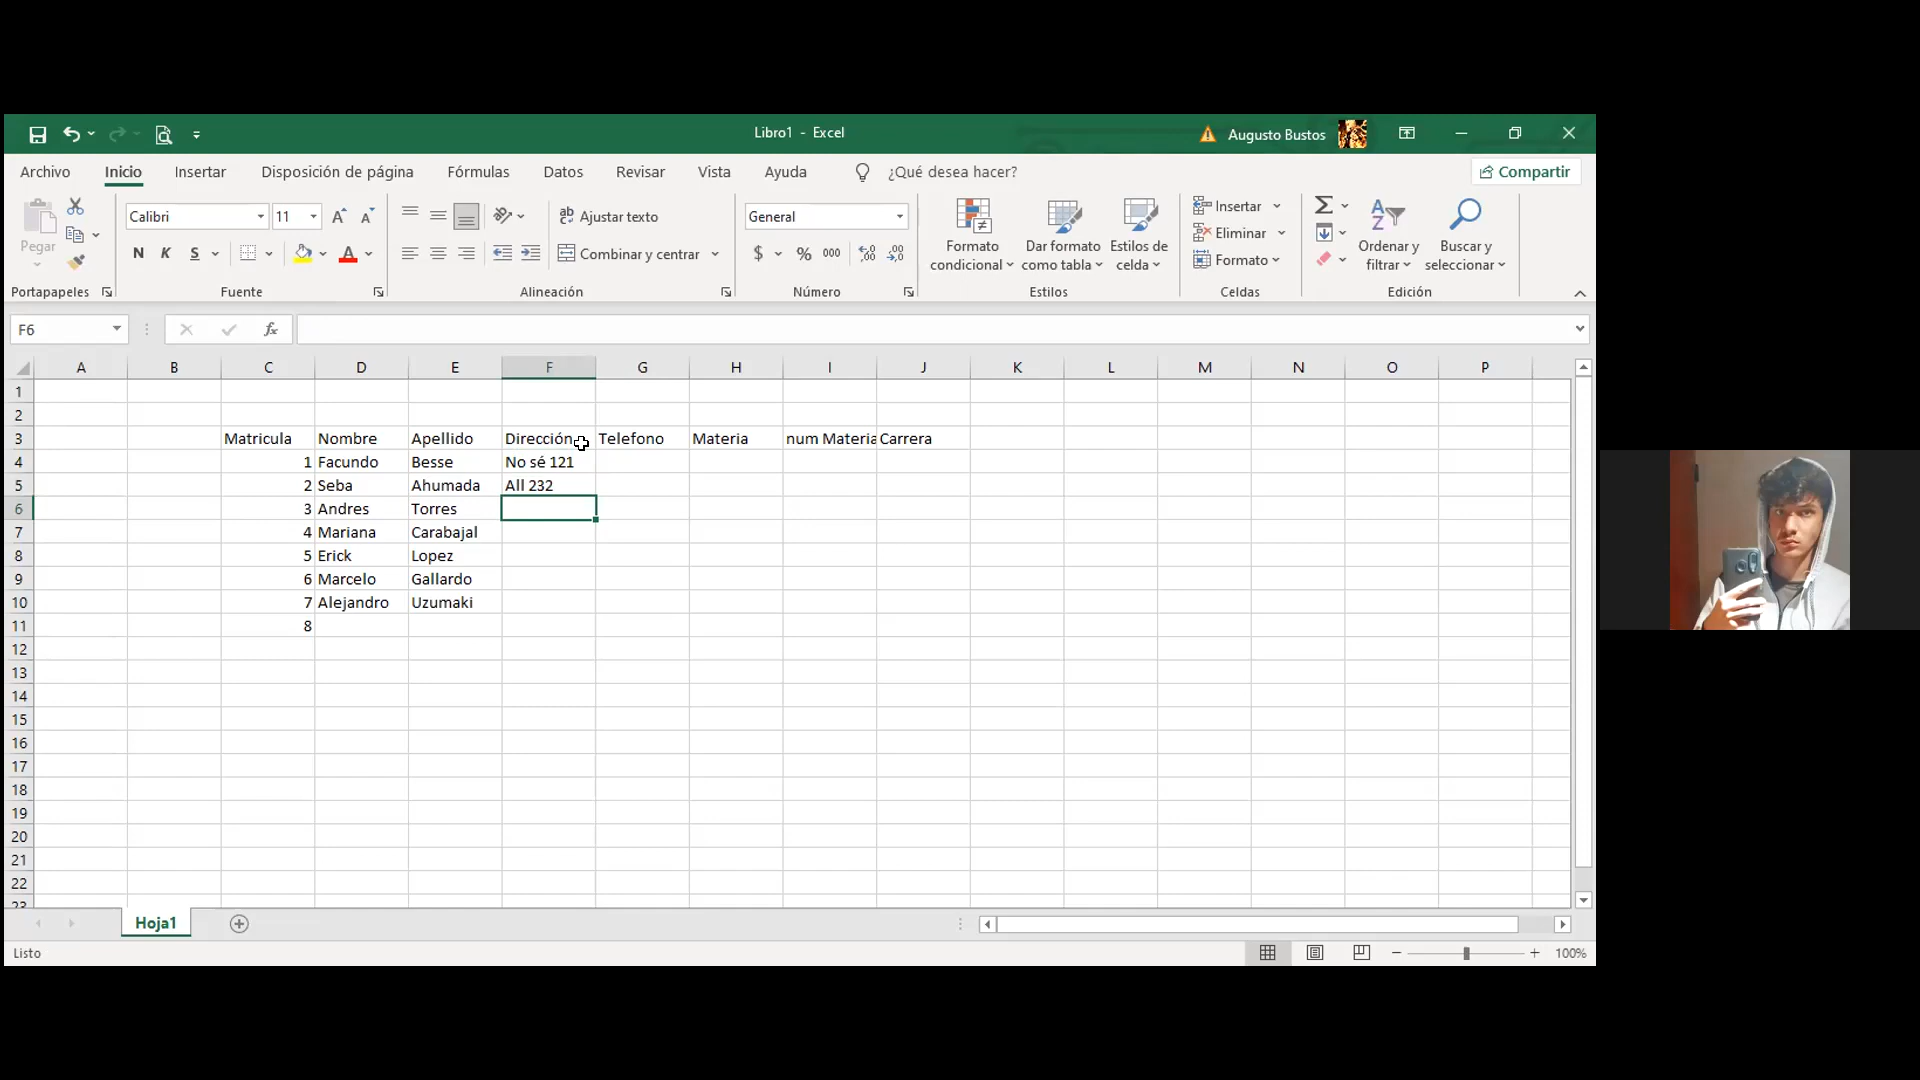 Libro1 - Excel
Augusto Bustos
Archivo Inicio Insertar Disposición de página Fórmulas Datos Revisar Vista Ayuda ¿Qué desea hacer? Compartir
Pegar
Calibri 11 A A
N K S A
ab Ajustar texto
Combinar y centrar
General
$ % 000
Formato condicional
Dar formato como tabla
Estilos de celda
Insertar
Eliminar
Formato
Ordenar y filtrar
Buscar y seleccionar
Portapapeles Fuente Alineación Número Estilos Celdas Edición
F6 fx
A B C D E F G H I J K L M N O P
1
2
3 Matricula Nombre Apellido Dirección Telefono Materia num Materia Carrera
4 1 Facundo Besse No sé 121
5 2 Seba Ahumada All 232
6 3 Andres Torres
7 4 Mariana Carabajal
8 5 Erick Lopez
9 6 Marcelo Gallardo
10 7 Alejandro Uzumaki
11 8
12
13
14
15
16
17
18
19
20
21
22
23
Hoja1
Listo 100%